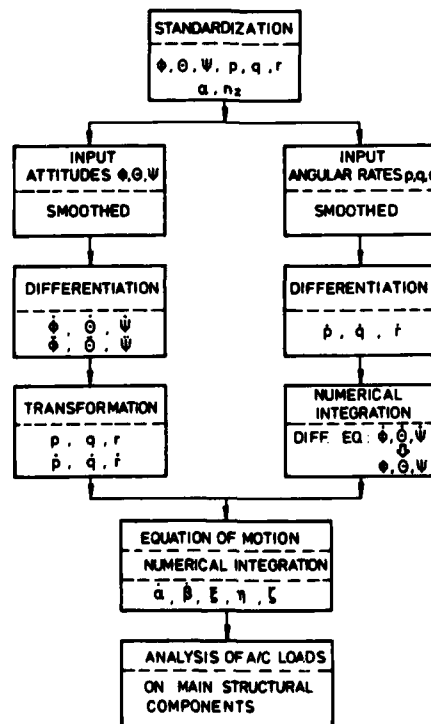 STANDARDIZATION
Φ, Θ, Ψ, p, q, r
α, n₂
INPUT
ATTITUDES Φ,Θ,Ψ
SMOOTHED
DIFFERENTIATION
Φ̇, Θ̇, Ψ̇
Φ̈, Θ̈, Ψ̈
TRANSFORMATION
p, q, r
ṗ, q̇, ṙ
INPUT
ANGULAR RATES p,q,
SMOOTHED
DIFFERENTIATION
ṗ, q̇, ṙ
NUMERICAL
INTEGRATION
DIFF. EQ.: Φ̇,Θ̇,Ψ̇
⇩
Φ,Θ,Ψ
EQUATION OF MOTION
NUMERICAL INTEGRATION
α̇, β̇, ξ, η, ζ
ANALYSIS OF A/C LOADS
ON MAIN STRUCTURAL
COMPONENTS